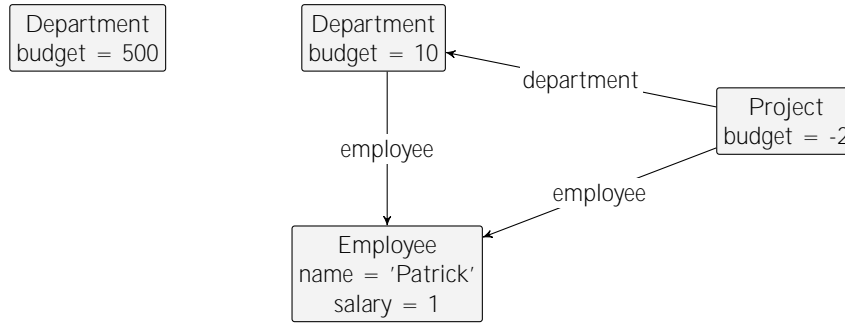 Department
budget = 500
Department
budget = 10
department
Project
budget = -2
employee
employee
Employee
name = 'Patrick'
salary = 1